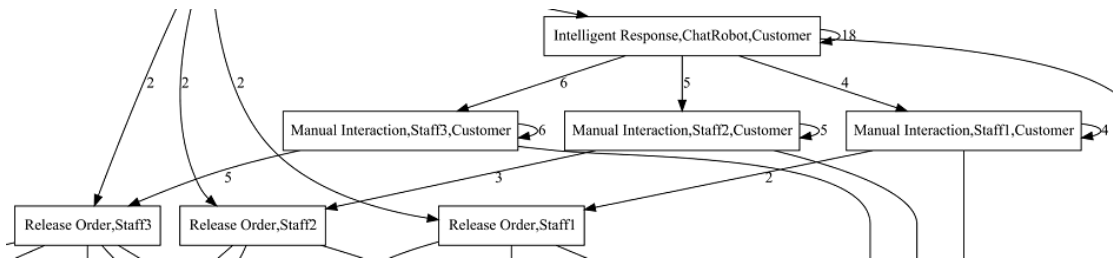 Intelligent Response,ChatRobot,Customer
18
2
2
2
6
5
4
Manual Interaction,Staff3,Customer
6
Manual Interaction,Staff2,Customer
5
Manual Interaction,Staff1,Customer
4
5
3
2
Release Order,Staff3
Release Order,Staff2
Release Order,Staff1